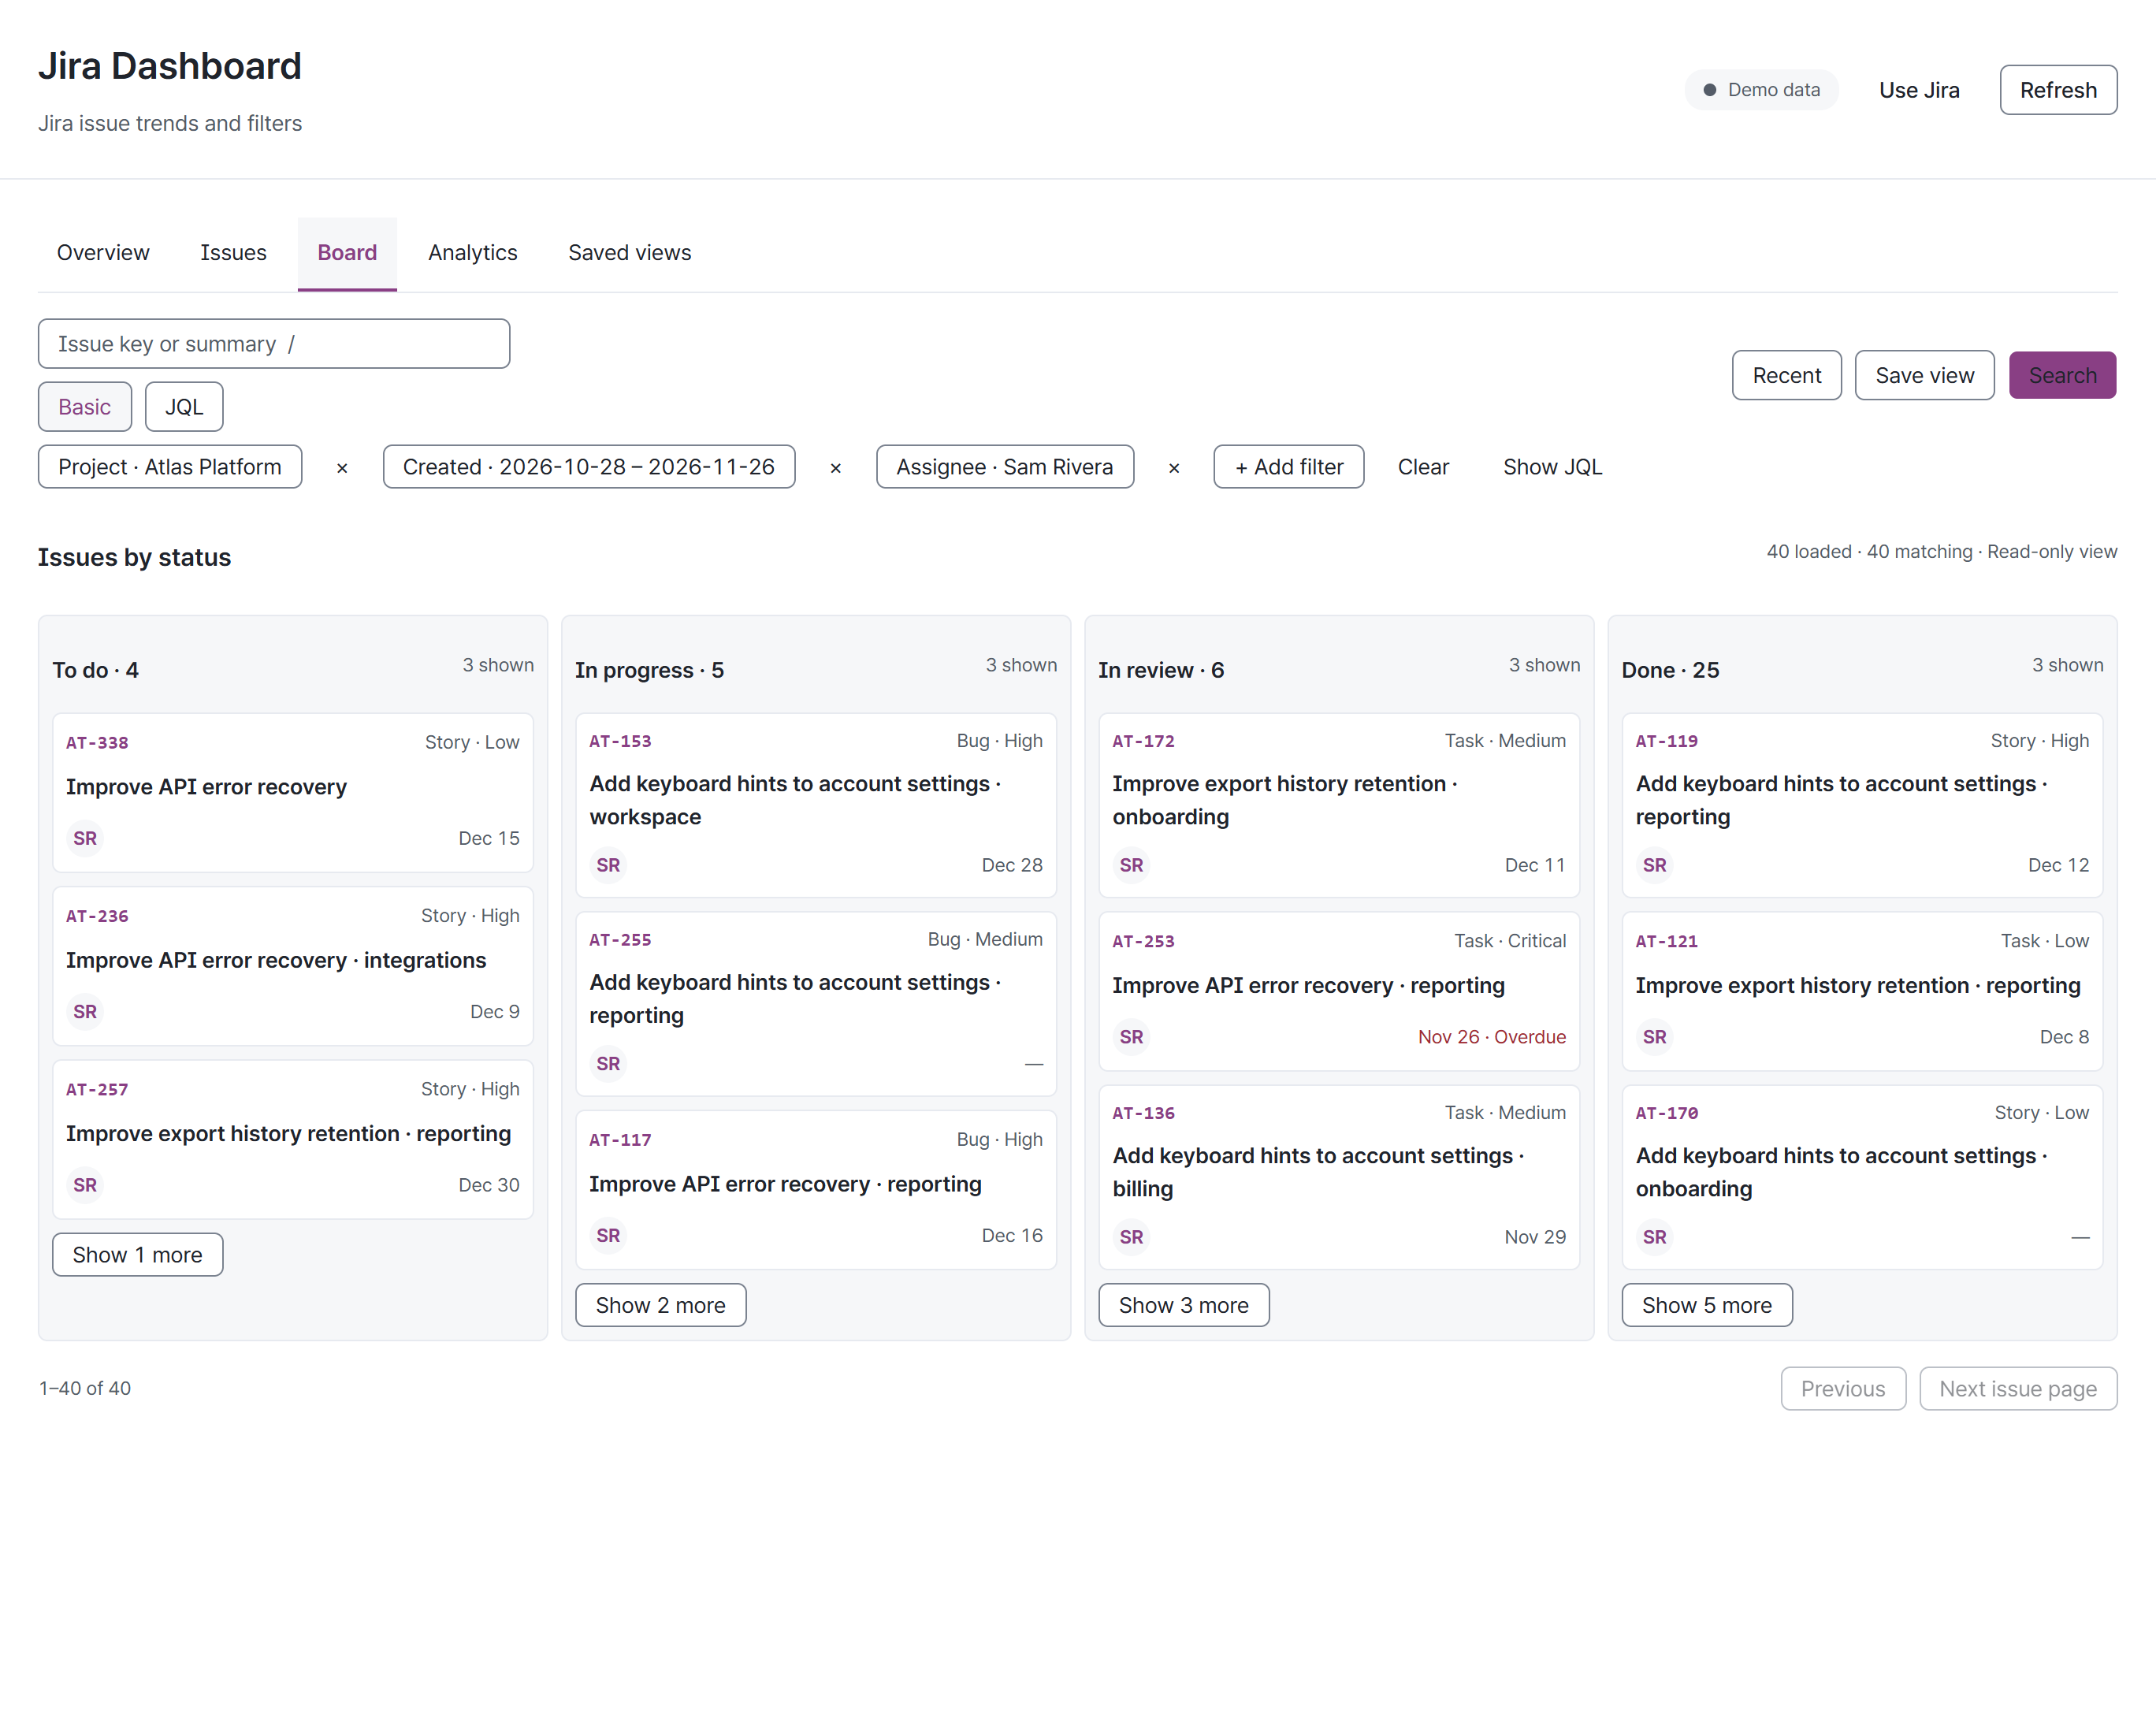 Jira Dashboard
Jira issue trends and filters
Demo data
Use Jira
Refresh
Overview
Issues
Board
Analytics
Saved views
Issue key or summary /
Basic
JQL
Recent
Save view
Search
Project · Atlas Platform ×
Created · 2026-10-28 – 2026-11-26 ×
Assignee · Sam Rivera ×
+ Add filter
Clear
Show JQL
Issues by status
40 loaded · 40 matching · Read-only view
To do · 4
3 shown
AT-338
Story · Low
Improve API error recovery
SR
Dec 15
AT-236
Story · High
Improve API error recovery · integrations
SR
Dec 9
AT-257
Story · High
Improve export history retention · reporting
SR
Dec 30
Show 1 more
In progress · 5
3 shown
AT-153
Bug · High
Add keyboard hints to account settings ·
workspace
SR
Dec 28
AT-255
Bug · Medium
Add keyboard hints to account settings ·
reporting
SR
—
AT-117
Bug · High
Improve API error recovery · reporting
SR
Dec 16
Show 2 more
In review · 6
3 shown
AT-172
Task · Medium
Improve export history retention ·
onboarding
SR
Dec 11
AT-253
Task · Critical
Improve API error recovery · reporting
SR
Nov 26 · Overdue
AT-136
Task · Medium
Add keyboard hints to account settings ·
billing
SR
Nov 29
Show 3 more
Done · 25
3 shown
AT-119
Story · High
Add keyboard hints to account settings ·
reporting
SR
Dec 12
AT-121
Task · Low
Improve export history retention · reporting
SR
Dec 8
AT-170
Story · Low
Add keyboard hints to account settings ·
onboarding
SR
—
Show 5 more
1–40 of 40
Previous
Next issue page